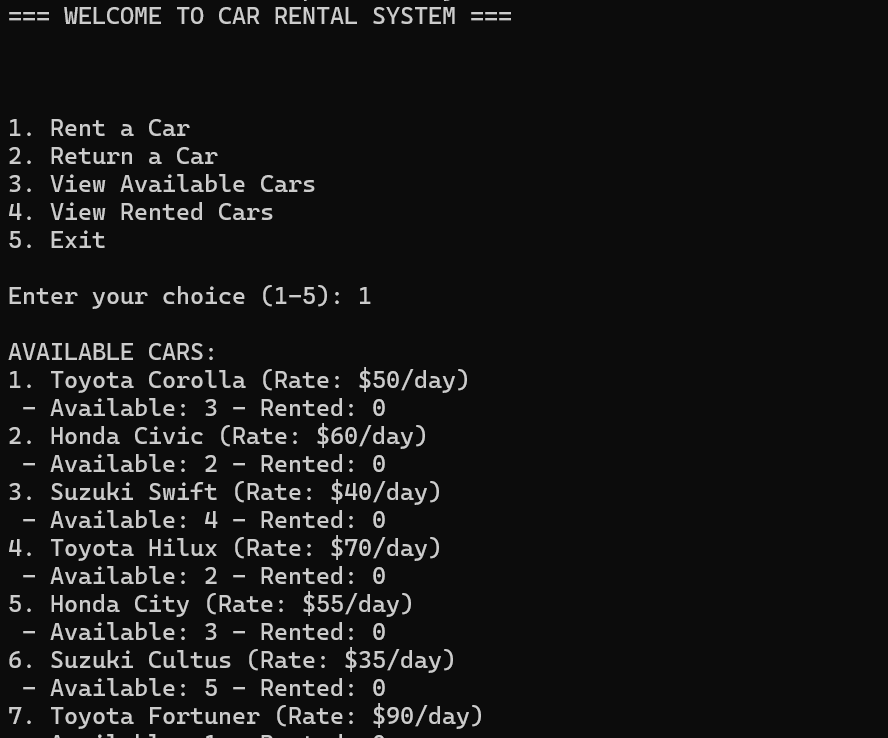 === WELCOME TO CAR RENTAL SYSTEM ===
1. Rent a Car
2. Return a Car
3. View Available Cars
4. View Rented Cars
5. Exit
Enter your choice (1-5): 1
AVAILABLE CARS:
1. Toyota Corolla (Rate: $50/day)
- Available: 3 - Rented: 0
2. Honda Civic (Rate: $60/day)
- Available: 2 - Rented: 0
3. Suzuki Swift (Rate: $40/day)
- Available: 4 - Rented: 0
4. Toyota Hilux (Rate: $70/day)
- Available: 2 - Rented: 0
5. Honda City (Rate: $55/day)
- Available: 3 - Rented: 0
6. Suzuki Cultus (Rate: $35/day)
- Available: 5 - Rented: 0
7. Toyota Fortuner (Rate: $90/day)